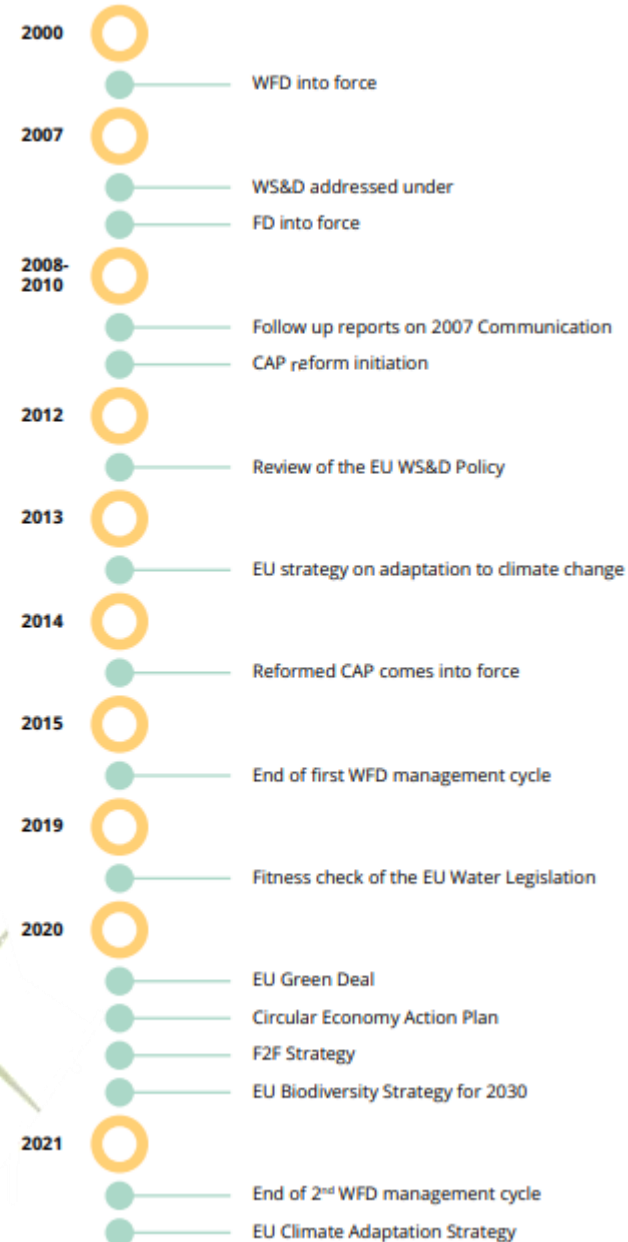 2000
WFD into force
2007
WS&D addressed under
FD into force
2008-
2010
Follow up reports on 2007 Communication
CAP reform initiation
2012
Review of the EU WS&D Policy
2013
EU strategy on adaptation to climate change
2014
Reformed CAP comes into force
2015
End of first WFD management cycle
2019
Fitness check of the EU Water Legislation
2020
EU Green Deal
Circular Economy Action Plan
F2F Strategy
EU Biodiversity Strategy for 2030
2021
End of 2nd WFD management cycle
EU Climate Adaptation Strategy